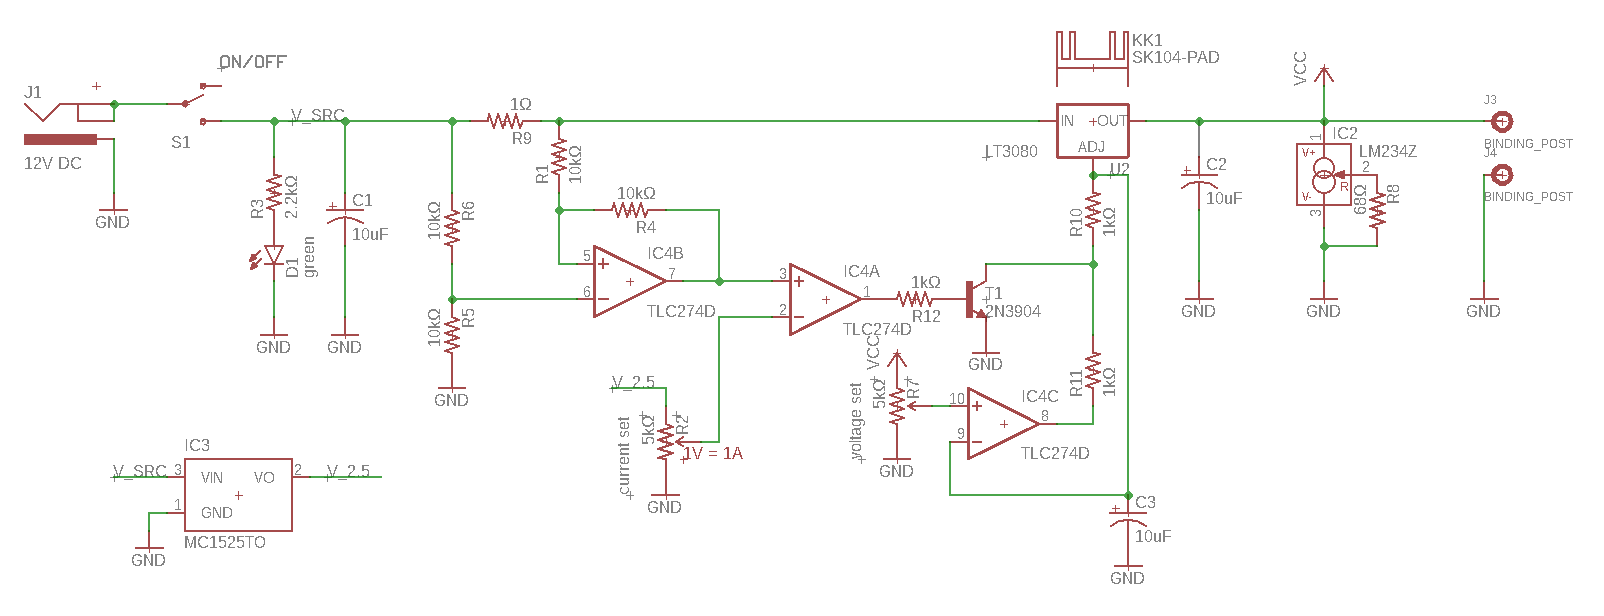 J1
+
12V DC
GND
ON/OFF
S1
V_SRC
R3
2.2kΩ
D1
green
GND
+
C1
10uF
GND
10kΩ
R6
10kΩ
R5
GND
1Ω
R9
R1
10kΩ
10kΩ
R4
IC4B
5
6
7
TLC274D
V_2.5
current set
5kΩ
R2
1V = 1A
GND
IC4A
3
2
1
TLC274D
1kΩ
R12
T1
2N3904
GND
VCC
voltage set
5kΩ
R7
GND
IC4C
10
9
8
TLC274D
KK1
SK104-PAD
IN
+OUT
ADJ
LT3080
U2
R10
1kΩ
R11
1kΩ
+
C3
10uF
GND
+
C2
10uF
GND
VCC
IC2
LM234Z
1
V+
2
R
V-
3
68Ω
R8
GND
J3
BINDING_POST
J4
BINDING_POST
GND
IC3
V_SRC
3
VIN
VO
2
V_2.5
1
GND
MC1525TO
GND